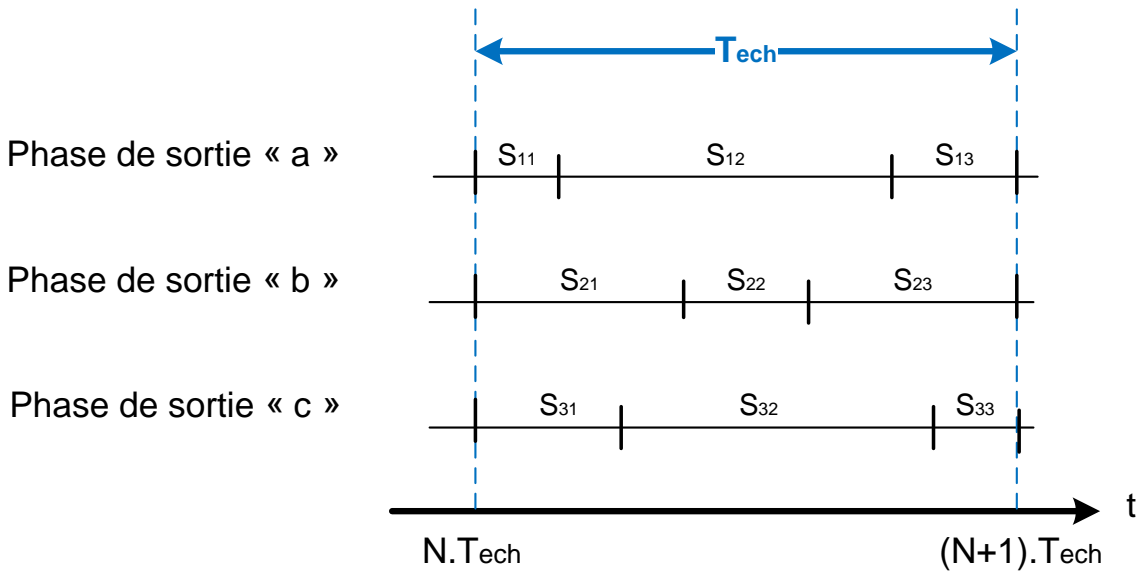 Tech
Phase de sortie « a »
S11 S12 S13
Phase de sortie « b »
S21 S22 S23
Phase de sortie « c »
S31 S32 S33
t
N.Tech (N+1).Tech